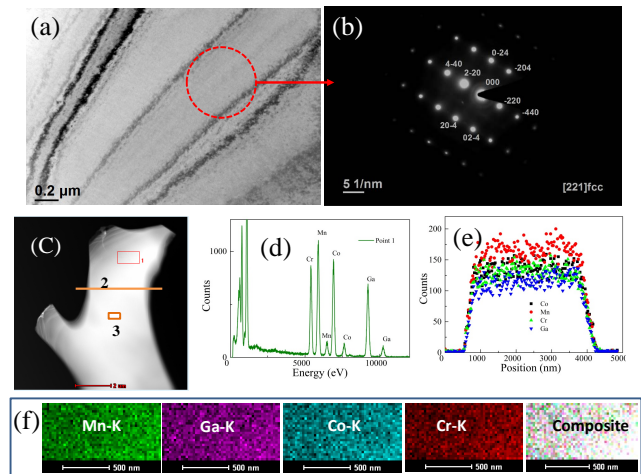 (a)
0.2 µm
(b)
0-24
-204
4-40
2-20
000
-220
-440
20-4
02-4
5 1/nm
[221]fcc
(C)
1
2
3
(d)
Point 1
Mn
Cr
Co
Ga
Mn
Co
Ga
1000
0
Counts
5000
10000
Energy (eV)
(e)
200
150
100
50
0
Counts
Co
Mn
Cr
Ga
0
1000
2000
3000
4000
5000
Position (nm)
(f)
Mn-K
Ga-K
Co-K
Cr-K
Composite
500 nm
500 nm
500 nm
500 nm
500 nm